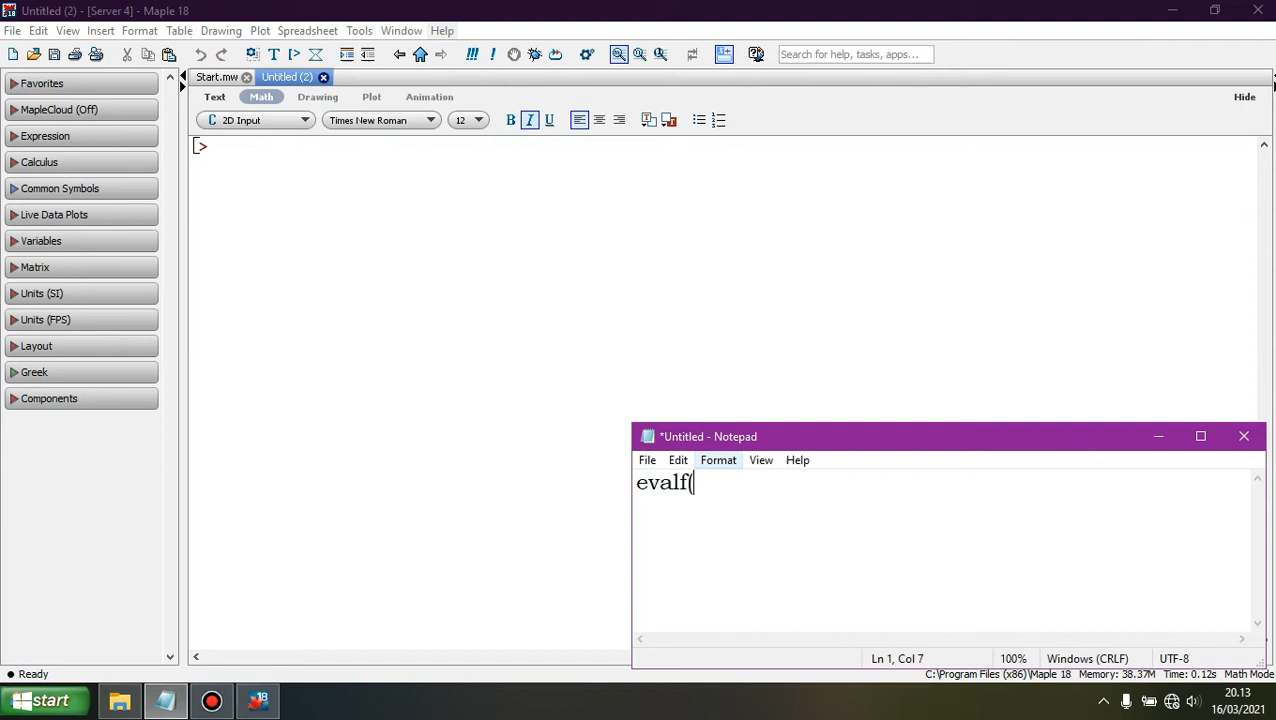 Untitled (2) - [Server 4] - Maple 18
File Edit View Insert Format Table Drawing Plot Spreadsheet Tools Window Help
Search for help, tasks, apps...
Start.mw Untitled (2)
Text Math Drawing Plot Animation Hide
C 2D Input Times New Roman 12 B I U
[>
Favorites
MapleCloud (Off)
Expression
Calculus
Common Symbols
Live Data Plots
Variables
Matrix
Units (SI)
Units (FPS)
Layout
Greek
Components
*Untitled - Notepad
File Edit Format View Help
evalf(
Ln 1, Col 7 100% Windows (CRLF) UTF-8
Ready C:\Program Files (x86)\Maple 18 Memory: 38.37M Time: 0.12s Math Mode
start 18 20.13
16/03/2021